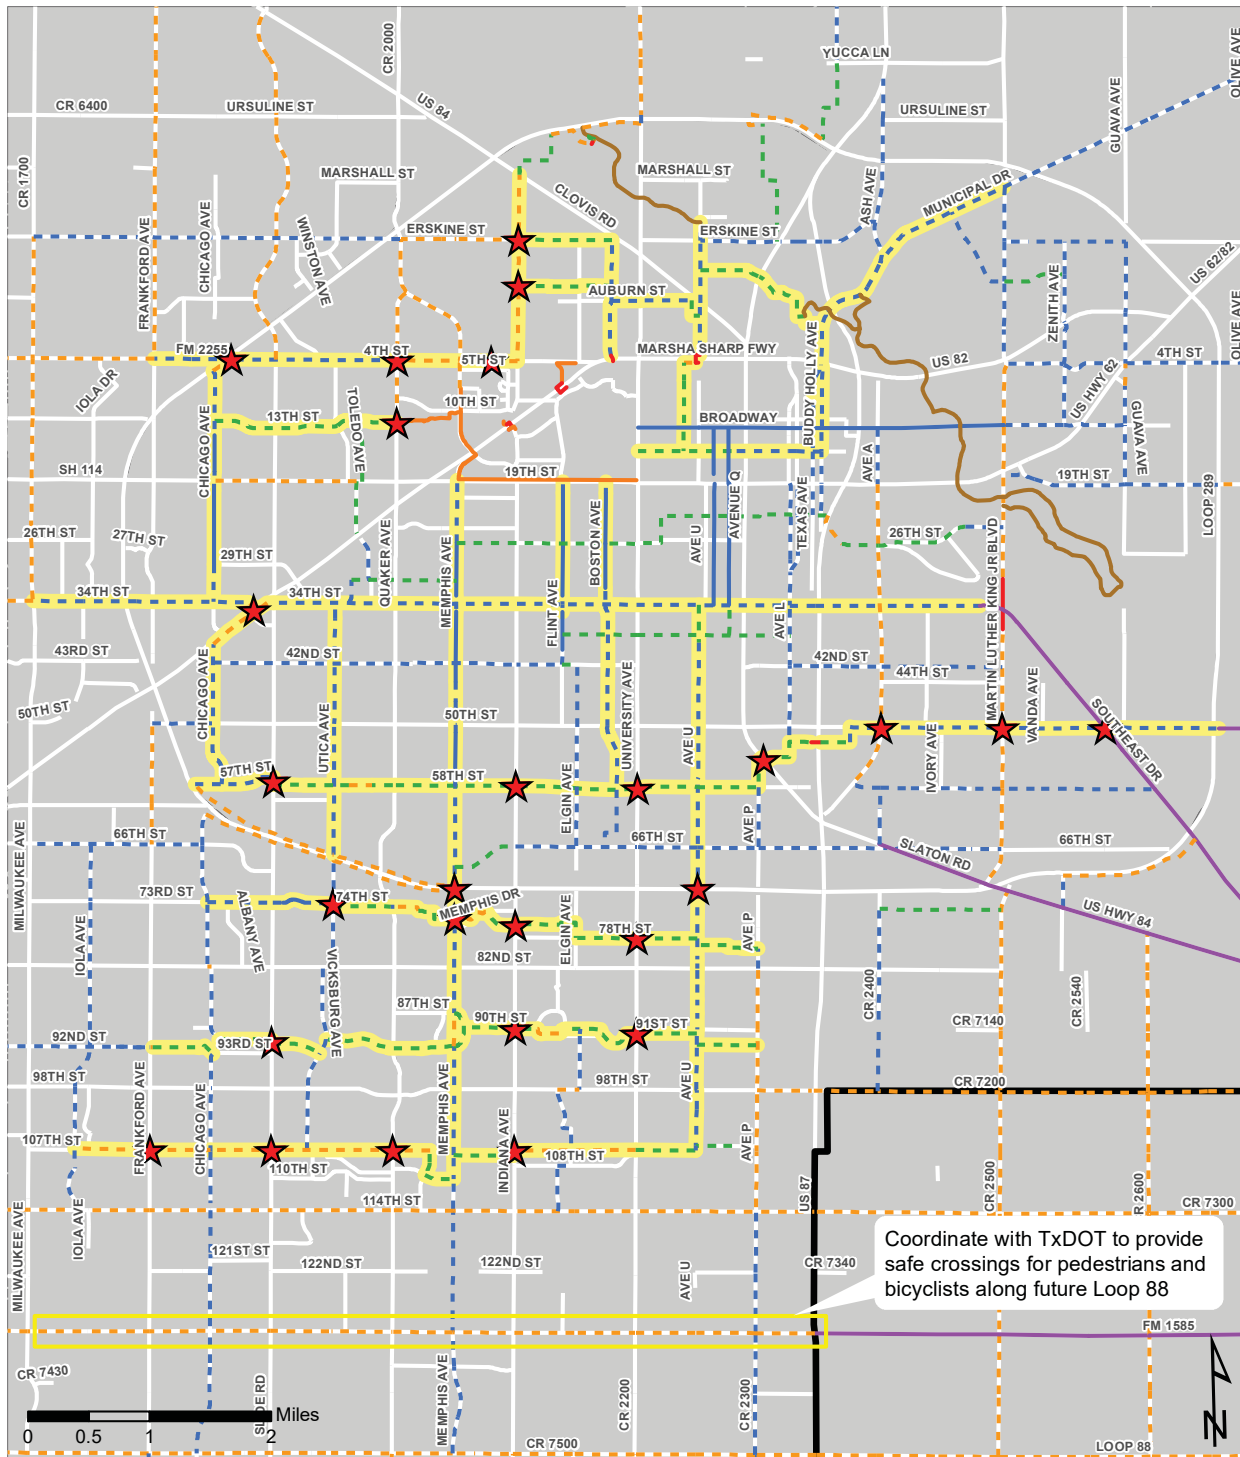 YUCCA LN
OLIVE AVE
CR 2000
CR 6400
URSULINE ST
US 84
URSULINE ST
GUAVA AVE
CR 1700
MARSHALL ST
MARSHALL ST
CLOVIS RD
ASH AVE
MUNICIPAL DR
FRANKFORD AVE
CHICAGO AVE
WINSTON AVE
ERSKINE ST
ERSKINE ST
US 62/82
ZENITH AVE
AUBURN ST
OLIVE AVE
FM 2255
4TH ST
5TH ST
MARSHA SHARP FWY
BUDDY HOLLY AVE
US 82
4TH ST
IOLA DR
TOLEDO AVE
10TH ST
US HWY 62
13TH ST
BROADWAY
GUAVA AVE
CHICAGO AVE
SH 114
19TH ST
AVENUE Q
TEXAS AVE
AVE A
19TH ST
LOOP 289
26TH ST
27TH ST
29TH ST
QUAKER AVE
MEMPHIS AVE
BOSTON AVE
AVE U
26TH ST
MARTIN LUTHER KING JR BLVD
34TH ST
34TH ST
FLINT AVE
AVE L
43RD ST
42ND ST
42ND ST
44TH ST
50TH ST
CHICAGO AVE
UTICA AVE
50TH ST
UNIVERSITY AVE
AVE U
VANDA AVE
SOUTHEAST DR
57TH ST
58TH ST
ELGIN AVE
IVORY AVE
MILWAUKEE AVE
66TH ST
66TH ST
AVE P
SLATON RD
66TH ST
73RD ST
ALBANY AVE
74TH ST
MEMPHIS DR
US HWY 84
IOLA AVE
ELGIN AVE
78TH ST
AVE P
82ND ST
VICKSBURG AVE
CR 2400
CR 2540
87TH ST
90TH ST
91ST ST
CR 7140
92ND ST
93RD ST
98TH ST
98TH ST
CR 7200
FRANKFORD AVE
CHICAGO AVE
MEMPHIS AVE
AVE U
107TH ST
INDIANA AVE
108TH ST
AVE P
110TH ST
114TH ST
US 87
CR 2500
R 2600
CR 7300
IOLA AVE
MILWAUKEE AVE
121ST ST
122ND ST
122ND ST
AVE U
CR 7340
Coordinate with TxDOT to provide
safe crossings for pedestrians and
bicyclists along future Loop 88
FM 1585
CR 7430
MEMPHIS AVE
CR 2200
CR 2300
Miles
0 0.5 1 2
CR 7500
LOOP 88
N